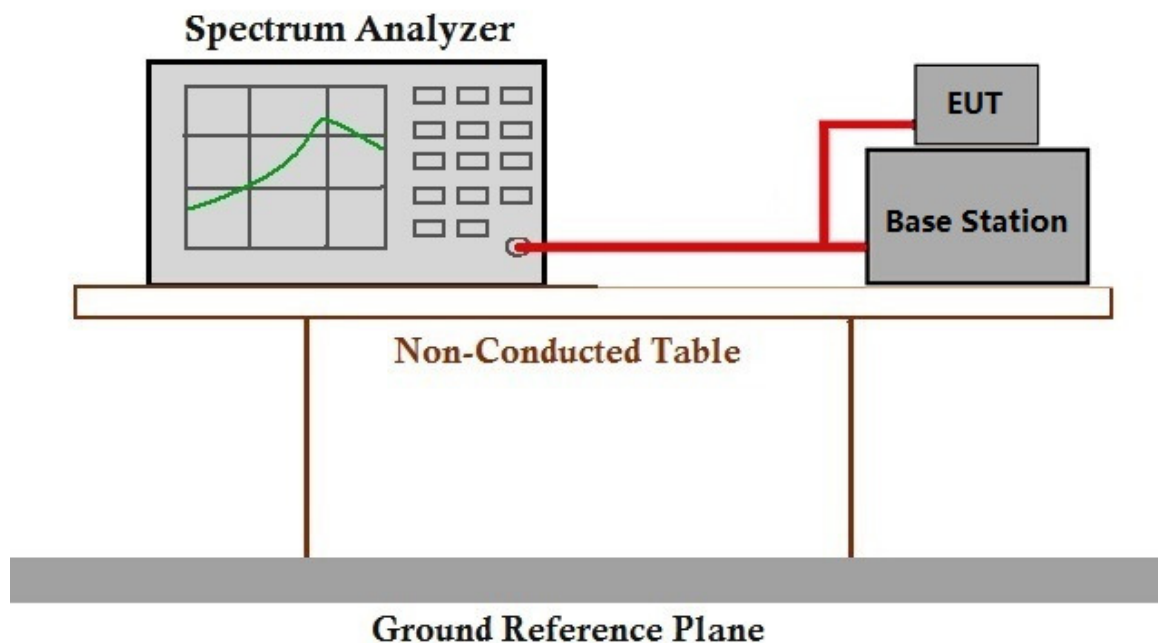 Spectrum Analyzer
EUT
Base Station
Non-Conducted Table
Ground Reference Plane